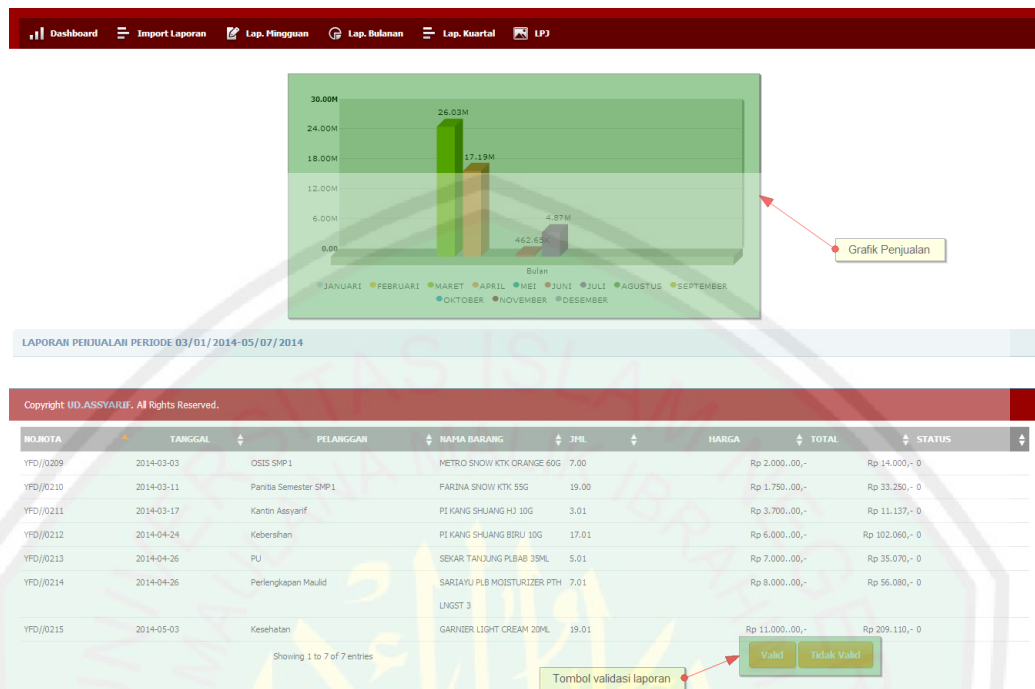 Dashboard Import Laporan Lap. Mingguan Lap. Bulanan Lap. Kuartal LPJ
30.00M
26.03M
24.00M
18.00M
17.19M
12.00M
6.00M
4.87M
462.65K
0.00
Bulan
JANUARI FEBRUARI MARET APRIL MEI JUNI JULI AGUSTUS SEPTEMBER
OKTOBER NOVEMBER DESEMBER
Grafik Penjualan
LAPORAN PENJUALAN PERIODE 03/01/2014-05/07/2014
Copyright UD.ASSYARIF. All Rights Reserved.
NO.NOTA TANGGAL PELANGGAN NAMA BARANG JML HARGA TOTAL STATUS
YFD//0209 2014-03-03 OSIS SMP1 METRO SNOW KTK ORANGE 60G 7.00 Rp 2.000..00,- Rp 14.000,- 0
YFD//0210 2014-03-11 Panitia Semester SMP1 FARINA SNOW KTK 55G 19.00 Rp 1.750..00,- Rp 33.250,- 0
YFD//0211 2014-03-17 Kantin Assyarif PI KANG SHUANG HJ 10G 3.01 Rp 3.700..00,- Rp 11.137,- 0
YFD//0212 2014-04-24 Kebersihan PI KANG SHUANG BIRU 10G 17.01 Rp 6.000..00,- Rp 102.060,- 0
YFD//0213 2014-04-26 PU SEKAR TANJUNG PLBAB 35ML 5.01 Rp 7.000..00,- Rp 35.070,- 0
YFD//0214 2014-04-26 Perlengkapan Maulid SARIAYU PLB MOISTURIZER PTH 7.01 Rp 8.000..00,- Rp 56.080,- 0
LNGST 3
YFD//0215 2014-05-03 Kesehatan GARNIER LIGHT CREAM 20ML 19.01 Rp 11.000..00,- Rp 209.110,- 0
Showing 1 to 7 of 7 entries
Valid Tidak Valid
Tombol validasi laporan